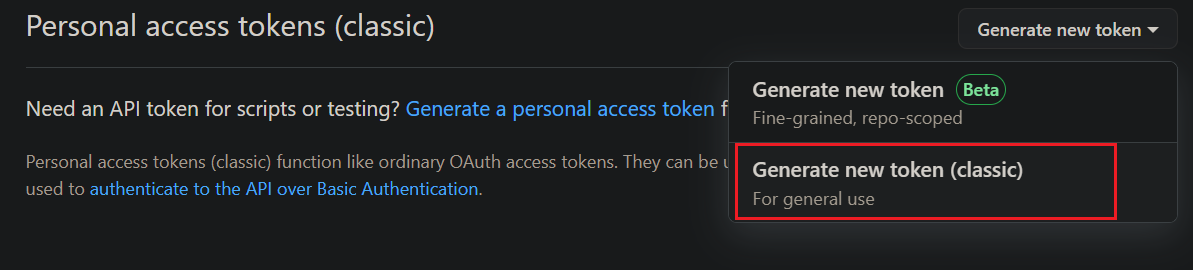 Personal access tokens (classic)
Generate new token
Generate new token Beta
Fine-grained, repo-scoped
Generate new token (classic)
For general use
Need an API token for scripts or testing? Generate a personal access token
Personal access tokens (classic) function like ordinary OAuth access tokens. They can be
used to authenticate to the API over Basic Authentication.